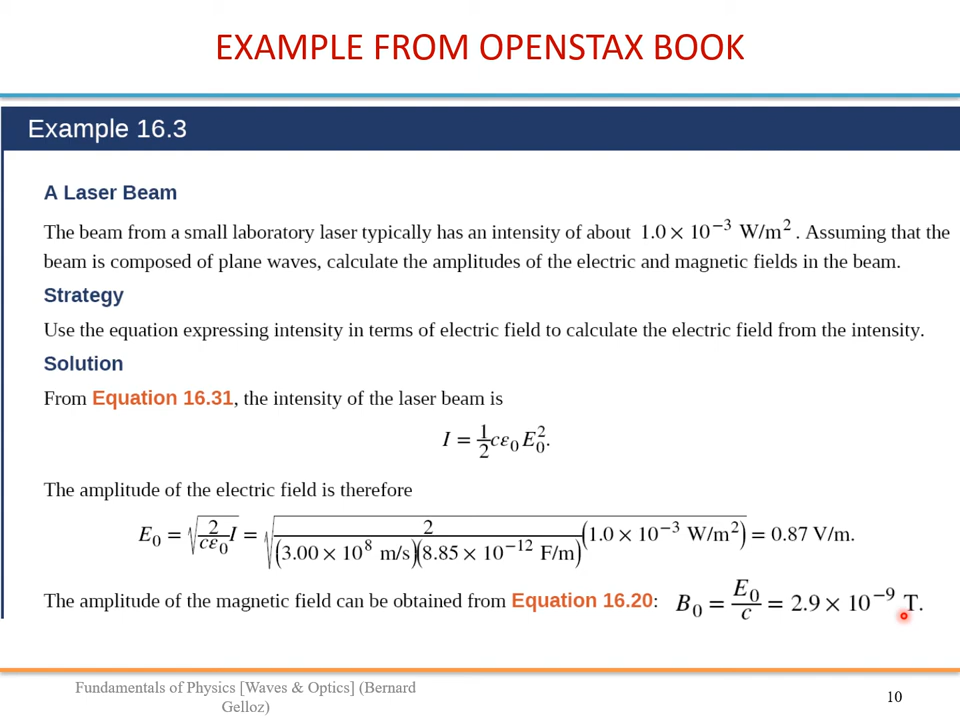 EXAMPLE FROM OPENSTAX BOOK
Example 16.3
A Laser Beam
The beam from a small laboratory laser typically has an intensity of about 1.0 × 10⁻³ W/m². Assuming that the
beam is composed of plane waves, calculate the amplitudes of the electric and magnetic fields in the beam.
Strategy
Use the equation expressing intensity in terms of electric field to calculate the electric field from the intensity.
Solution
From Equation 16.31, the intensity of the laser beam is
I = ½cε₀E₀².
The amplitude of the electric field is therefore
E₀ = √(2/(cε₀) I) = √(2/((3.00 × 10⁸ m/s)(8.85 × 10⁻¹² F/m)) (1.0 × 10⁻³ W/m²)) = 0.87 V/m.
The amplitude of the magnetic field can be obtained from Equation 16.20: B₀ = E₀/c = 2.9 × 10⁻⁹ T.
Fundamentals of Physics [Waves & Optics] (Bernard
Gelloz)
10